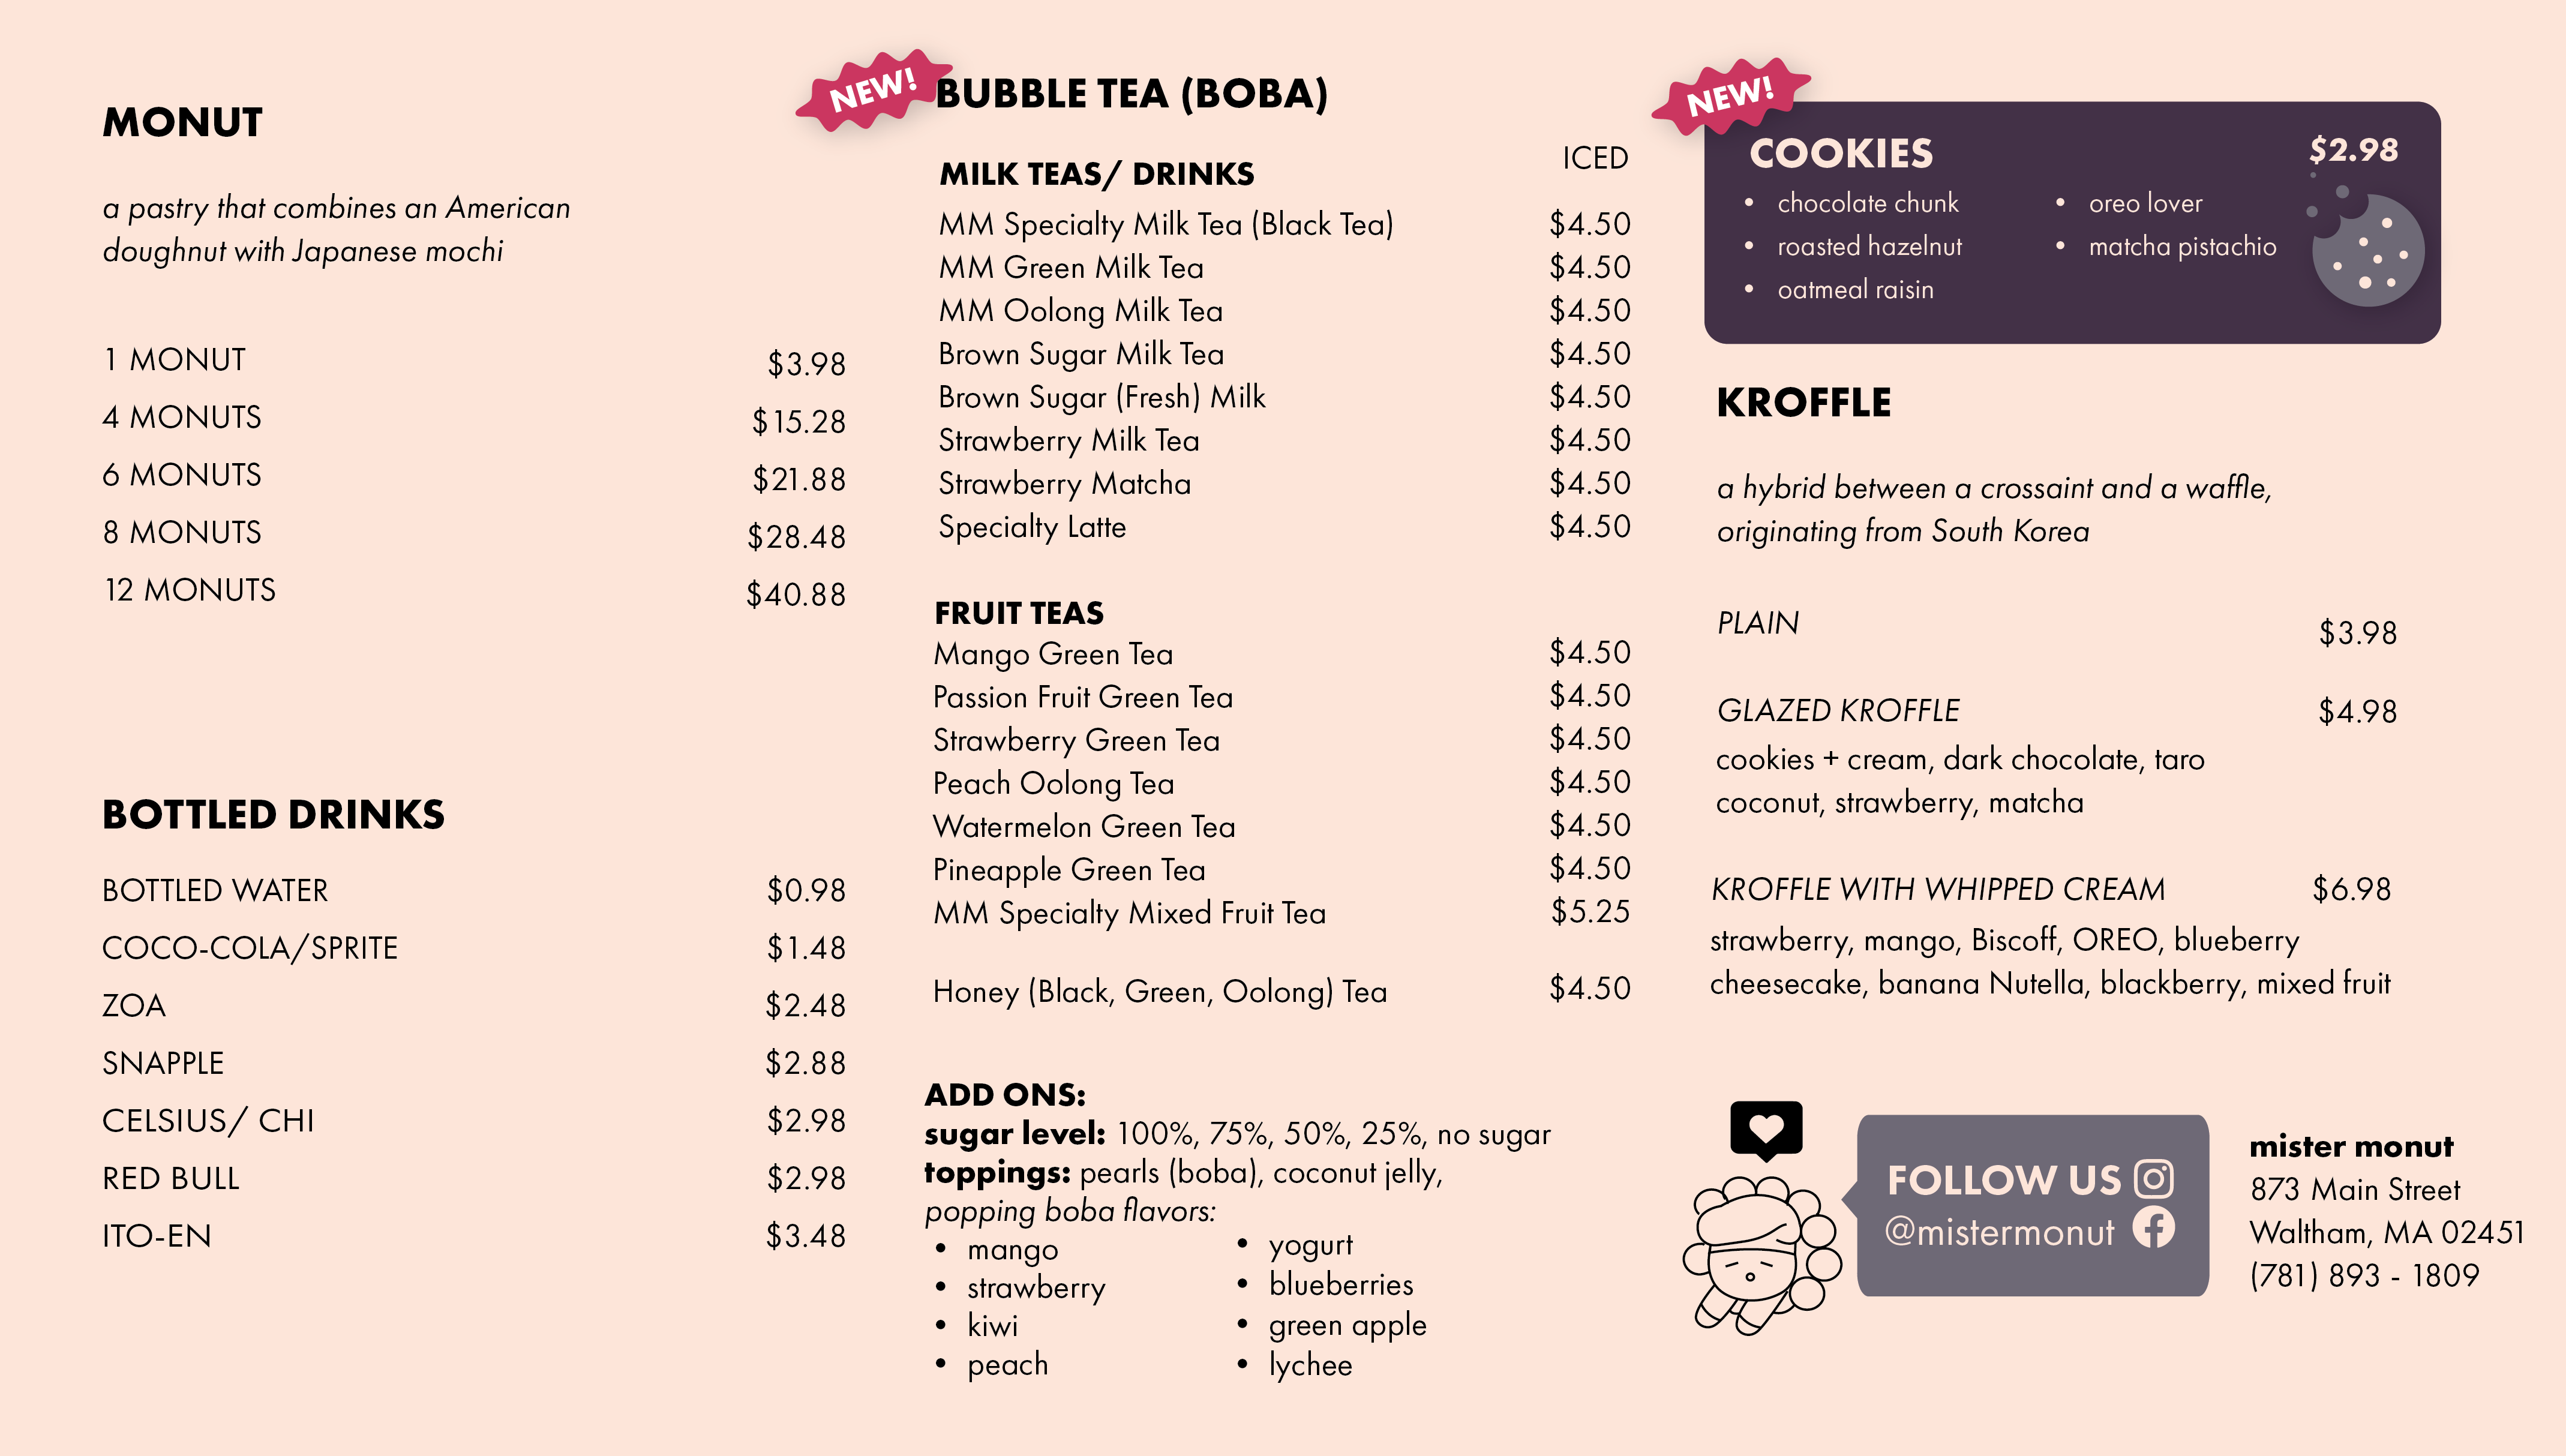 MONUT
a pastry that combines an American
doughnut with Japanese mochi
1 MONUT $3.98
4 MONUTS $15.28
6 MONUTS $21.88
8 MONUTS $28.48
12 MONUTS $40.88
BOTTLED DRINKS
BOTTLED WATER $0.98
COCO-COLA/SPRITE $1.48
ZOA $2.48
SNAPPLE $2.88
CELSIUS/ CHI $2.98
RED BULL $2.98
ITO-EN $3.48
NEW!
BUBBLE TEA (BOBA)
MILK TEAS/ DRINKS ICED
MM Specialty Milk Tea (Black Tea) $4.50
MM Green Milk Tea $4.50
MM Oolong Milk Tea $4.50
Brown Sugar Milk Tea $4.50
Brown Sugar (Fresh) Milk $4.50
Strawberry Milk Tea $4.50
Strawberry Matcha $4.50
Specialty Latte $4.50
FRUIT TEAS
Mango Green Tea $4.50
Passion Fruit Green Tea $4.50
Strawberry Green Tea $4.50
Peach Oolong Tea $4.50
Watermelon Green Tea $4.50
Pineapple Green Tea $4.50
MM Specialty Mixed Fruit Tea $5.25
Honey (Black, Green, Oolong) Tea $4.50
ADD ONS:
sugar level: 100%, 75%, 50%, 25%, no sugar
toppings: pearls (boba), coconut jelly,
popping boba flavors:
• mango
• strawberry
• kiwi
• peach
• yogurt
• blueberries
• green apple
• lychee
NEW!
COOKIES $2.98
• chocolate chunk
• roasted hazelnut
• oatmeal raisin
• oreo lover
• matcha pistachio
KROFFLE
a hybrid between a crossaint and a waffle,
originating from South Korea
PLAIN $3.98
GLAZED KROFFLE $4.98
cookies + cream, dark chocolate, taro
coconut, strawberry, matcha
KROFFLE WITH WHIPPED CREAM $6.98
strawberry, mango, Biscoff, OREO, blueberry
cheesecake, banana Nutella, blackberry, mixed fruit
FOLLOW US
@mistermonut
mister monut
873 Main Street
Waltham, MA 02451
(781) 893 - 1809